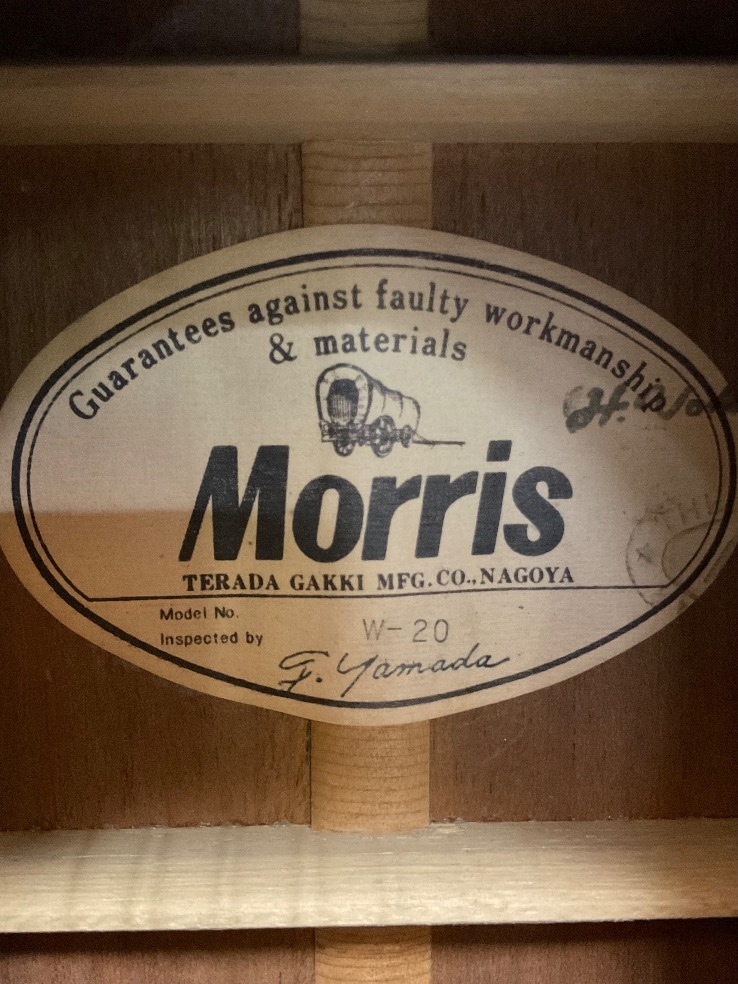 Guarantees against faulty workmanship
& materials
Morris
TERADA GAKKI MFG.CO.,NAGOYA
Model No.
W-20
Inspected by
F. Yamada